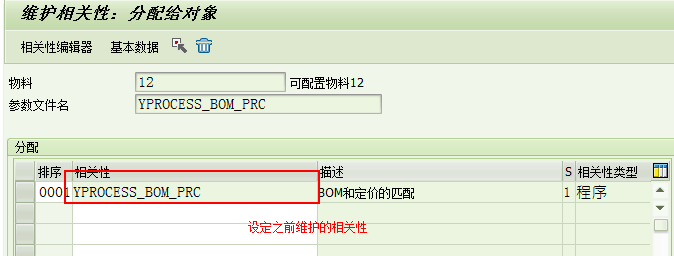 维护相关性: 分配给对象
相关性编辑器 基本数据
物料 12 可配置物料12
参数文件名 YPROCESS_BOM_PRC
分配
排序 相关性 描述 S 相关性类型
0001 YPROCESS_BOM_PRC BOM和定价的匹配 1 程序
设定之前维护的相关性